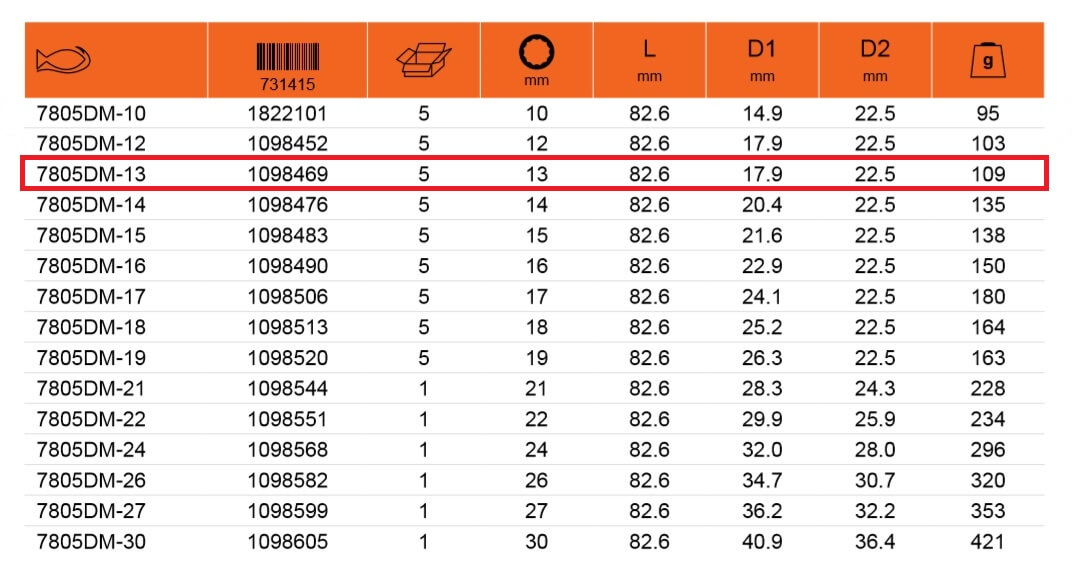 731415 mm L mm D1 mm D2 mm g
7805DM-10 1822101 5 10 82.6 14.9 22.5 95
7805DM-12 1098452 5 12 82.6 17.9 22.5 103
7805DM-13 1098469 5 13 82.6 17.9 22.5 109
7805DM-14 1098476 5 14 82.6 20.4 22.5 135
7805DM-15 1098483 5 15 82.6 21.6 22.5 138
7805DM-16 1098490 5 16 82.6 22.9 22.5 150
7805DM-17 1098506 5 17 82.6 24.1 22.5 180
7805DM-18 1098513 5 18 82.6 25.2 22.5 164
7805DM-19 1098520 5 19 82.6 26.3 22.5 163
7805DM-21 1098544 1 21 82.6 28.3 24.3 228
7805DM-22 1098551 1 22 82.6 29.9 25.9 234
7805DM-24 1098568 1 24 82.6 32.0 28.0 296
7805DM-26 1098582 1 26 82.6 34.7 30.7 320
7805DM-27 1098599 1 27 82.6 36.2 32.2 353
7805DM-30 1098605 1 30 82.6 40.9 36.4 421